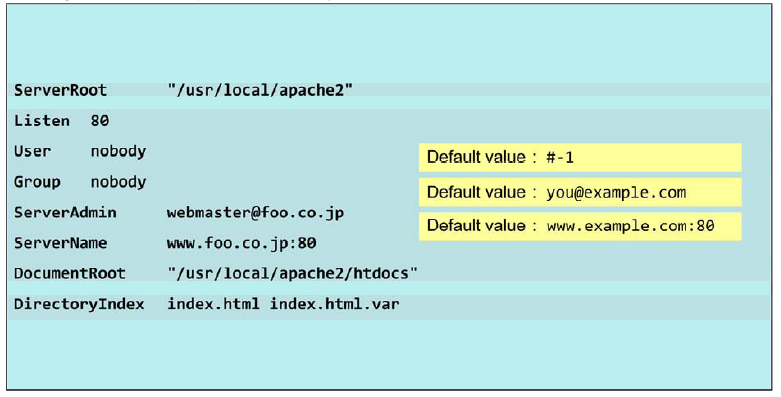 ServerRoot "/usr/local/apache2"
Listen 80
User nobody
Default value : #-1
Group nobody
Default value : you@example.com
ServerAdmin webmaster@foo.co.jp
Default value : www.example.com:80
ServerName www.foo.co.jp:80
DocumentRoot "/usr/local/apache2/htdocs"
DirectoryIndex index.html index.html.var